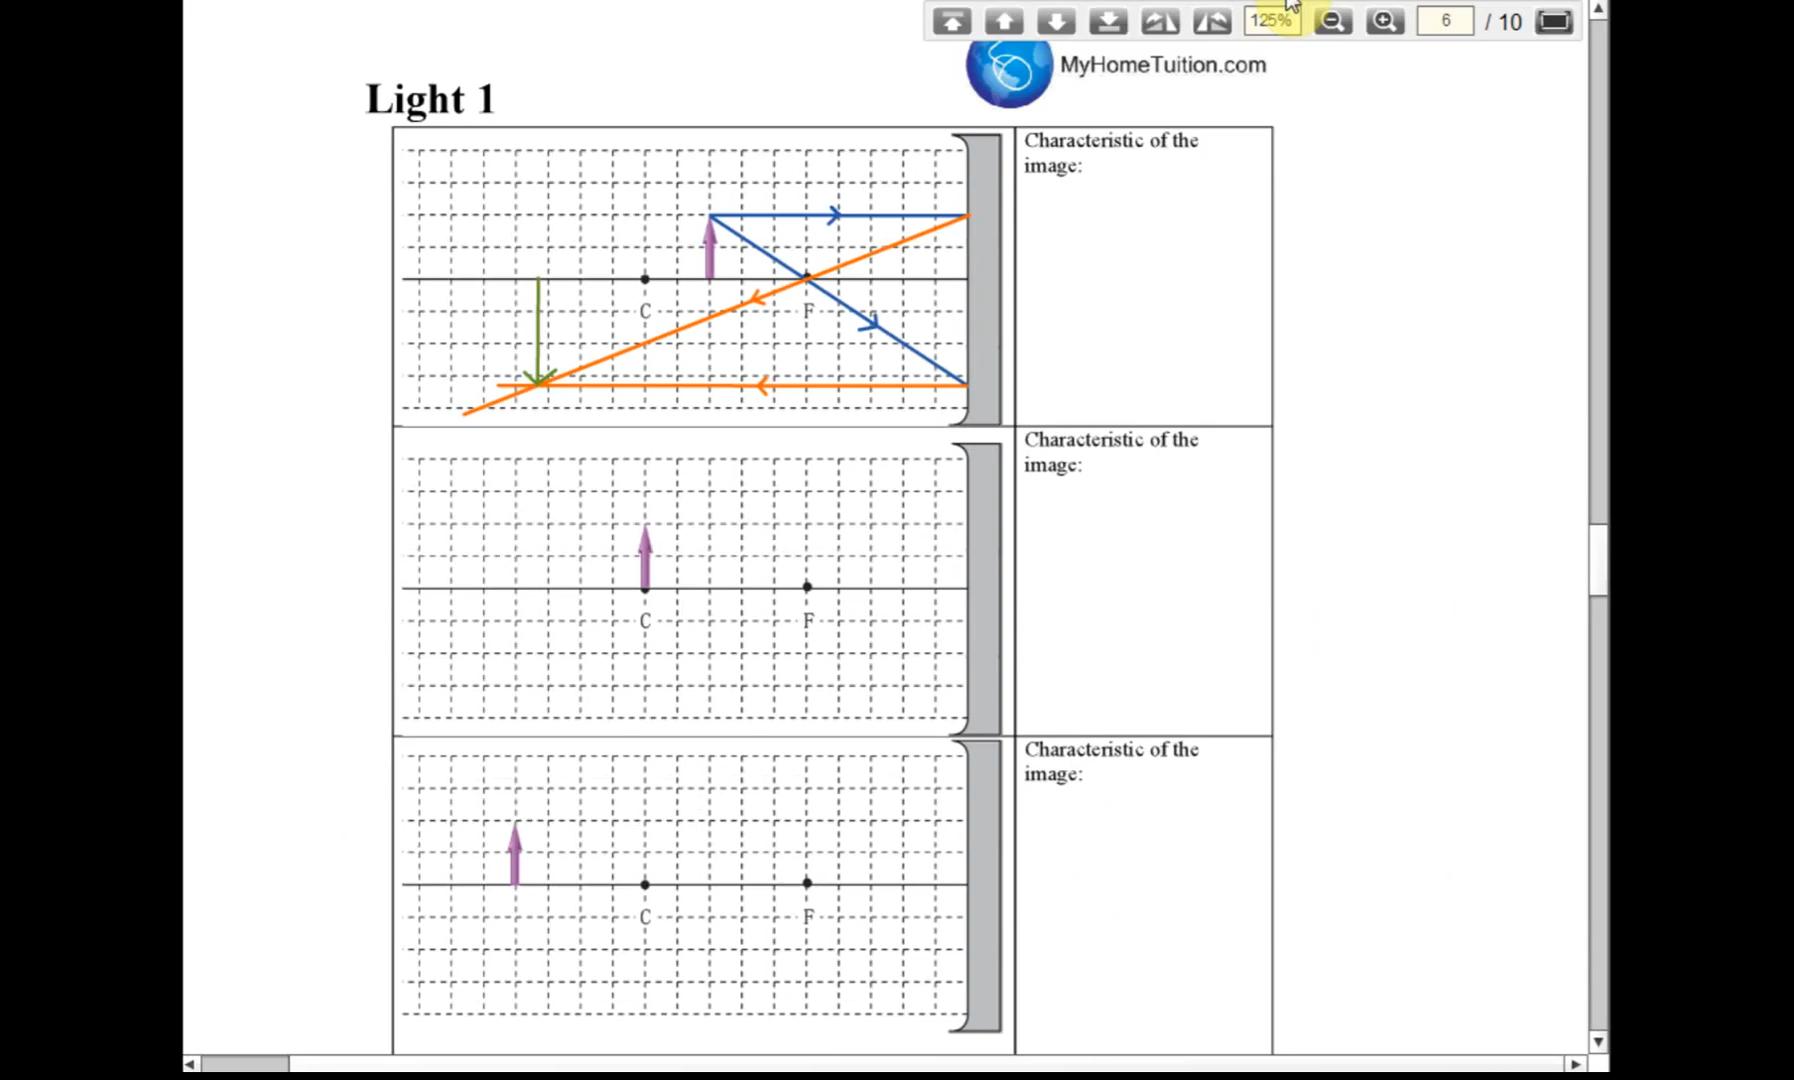 125%
6
/ 10
MyHomeTuition.com
Light 1
Characteristic of the
image:
C
F
Characteristic of the
image:
C
F
Characteristic of the
image:
C
F